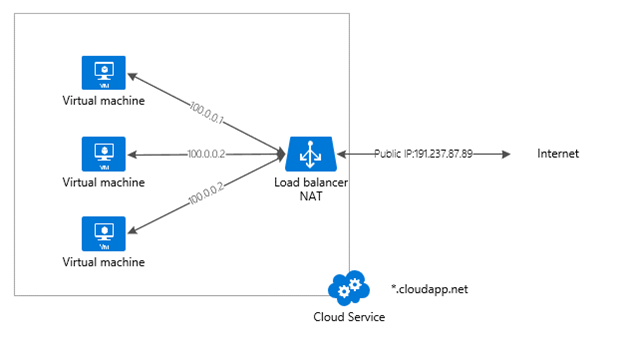 VM
Virtual machine
100.0.0.1
VM
Virtual machine
100.0.0.2
Load balancer
NAT
Public IP:191.237.87.89
Internet
100.0.0.2
VM
Virtual machine
*.cloudapp.net
Cloud Service